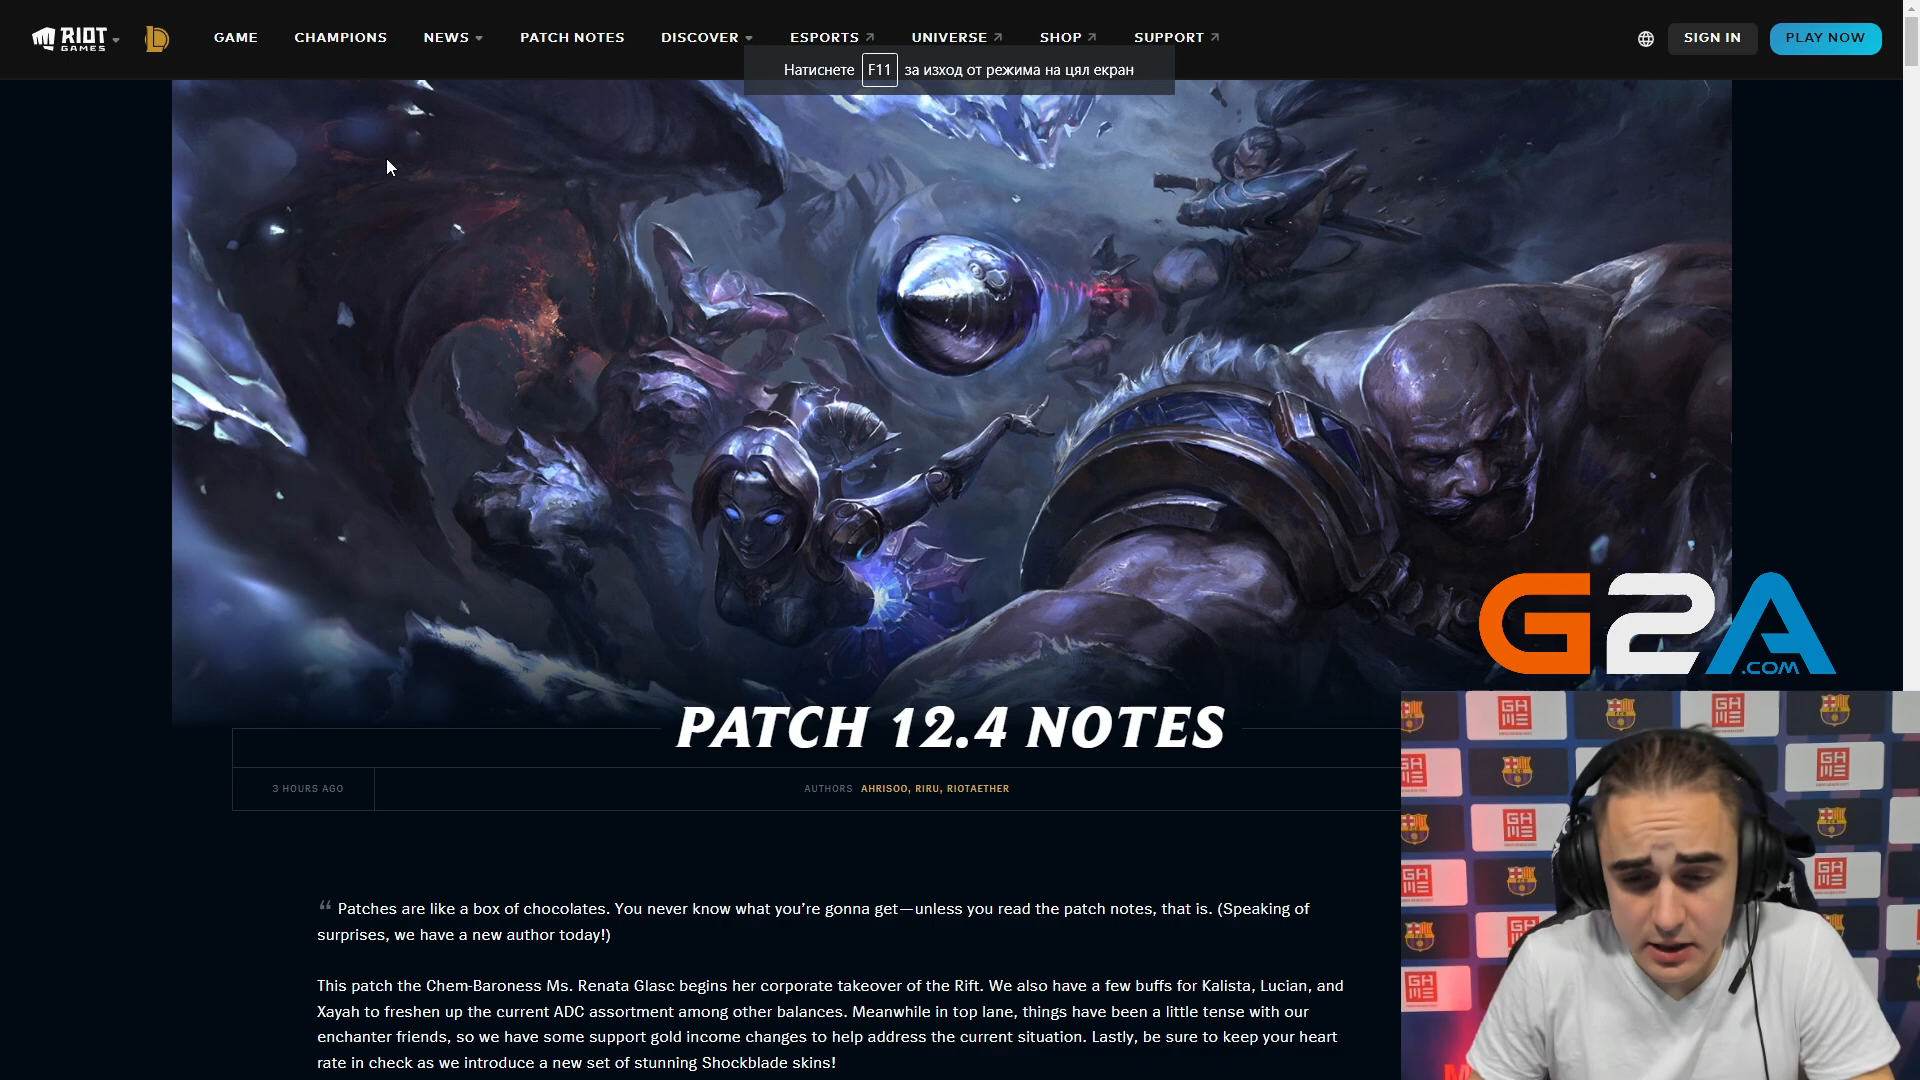 RIOT GAMES
GAME CHAMPIONS NEWS PATCH NOTES DISCOVER ESPORTS UNIVERSE SHOP SUPPORT SIGN IN PLAY NOW
Натиснете F11 за изход от режима на цял екран
G2A
.COM
PATCH 12.4 NOTES
3 HOURS AGO AUTHORS AHRISOO, RIRU, RIOTAETHER
“ Patches are like a box of chocolates. You never know what you’re gonna get—unless you read the patch notes, that is. (Speaking of
surprises, we have a new author today!)
This patch the Chem-Baroness Ms. Renata Glasc begins her corporate takeover of the Rift. We also have a few buffs for Kalista, Lucian, and
Xayah to freshen up the current ADC assortment among other balances. Meanwhile in top lane, things have been a little tense with our
enchanter friends, so we have some support gold income changes to help address the current situation. Lastly, be sure to keep your heart
rate in check as we introduce a new set of stunning Shockblade skins!
GAME
GAME
GAME
GAME
GAME
GAME
GAME